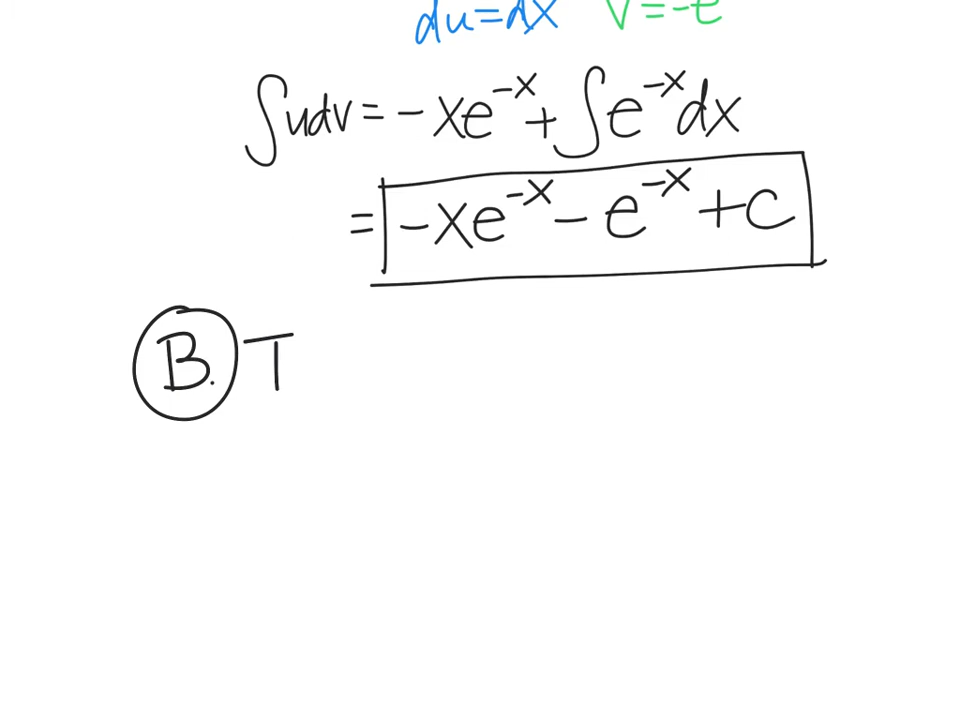 du=dx v=-e
∫udv= -xe^{-x} + ∫e^{-x}dx
= -xe^{-x} - e^{-x} +c
B. T